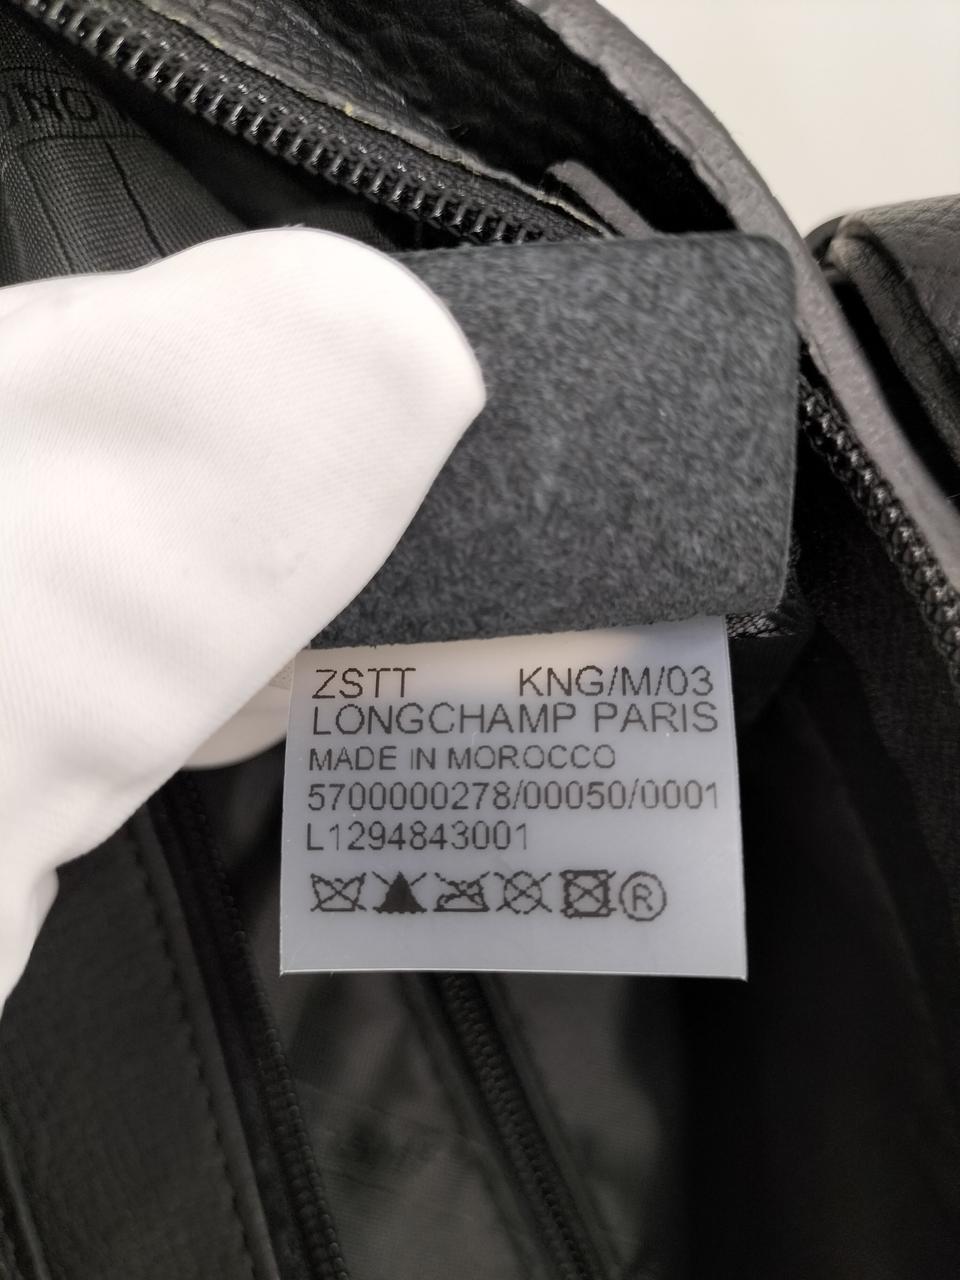 ZSTT KNG/M/03
LONGCHAMP PARIS
MADE IN MOROCCO
5700000278/00050/0001
L1294843001
®